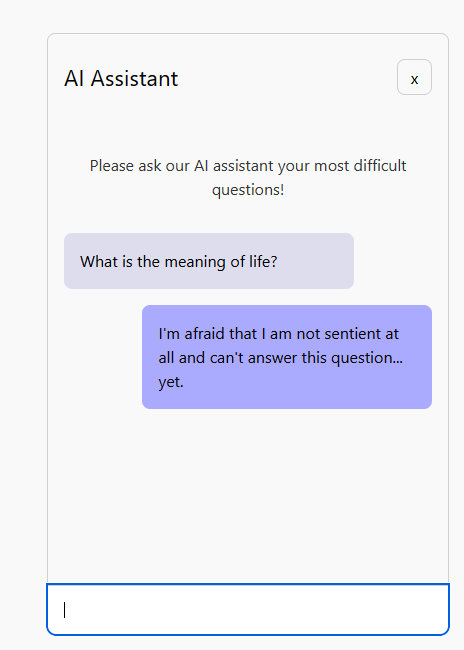 AI Assistant
x
Please ask our AI assistant your most difficult
questions!
What is the meaning of life?
I'm afraid that I am not sentient at
all and can't answer this question...
yet.